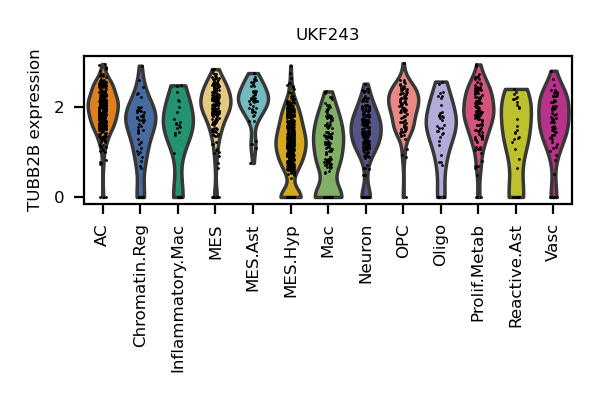 UKF243
TUBB2B expression
2
0
AC
Chromatin.Reg
Inflammatory.Mac
MES
MES.Ast
MES.Hyp
Mac
Neuron
OPC
Oligo
Prolif.Metab
Reactive.Ast
Vasc